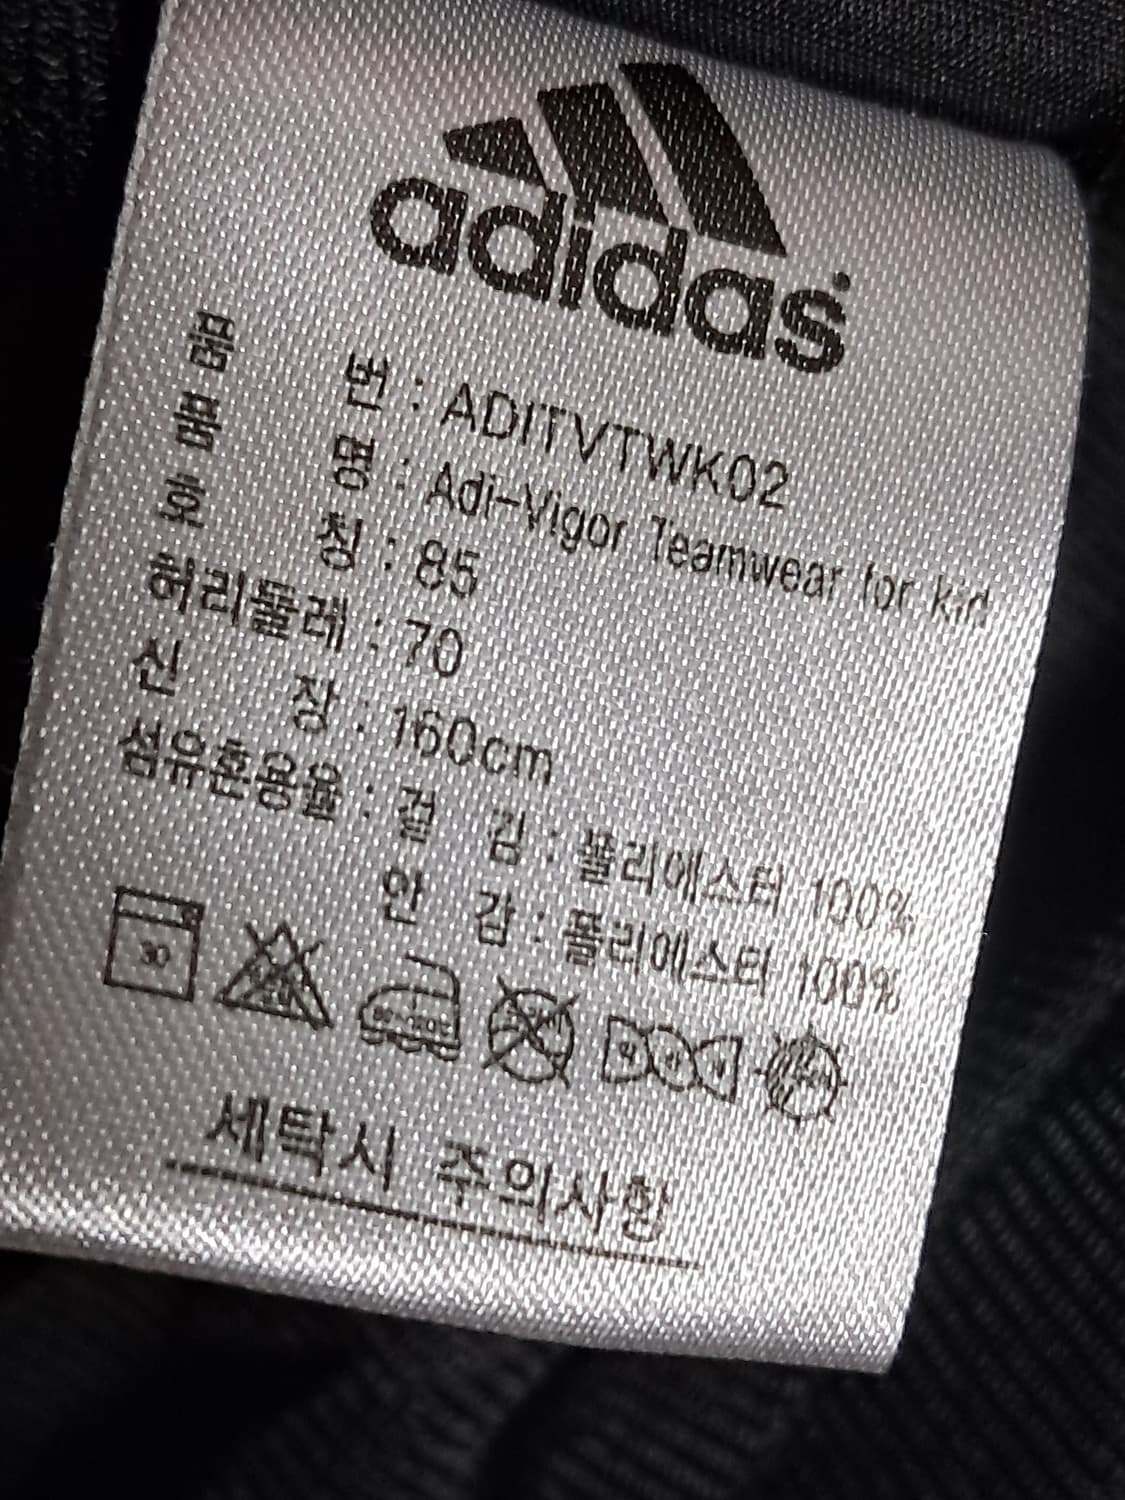 adidas
품 번 : ADITVTWK02
품 명 : Adi-Vigor Teamwear for kid
호 칭 : 85
허리둘레 : 70
신 장 : 160cm
섬유혼용율 : 겉 감 : 폴리에스터 100%
안 감 : 폴리에스터 100%
30
세탁시 주의사항